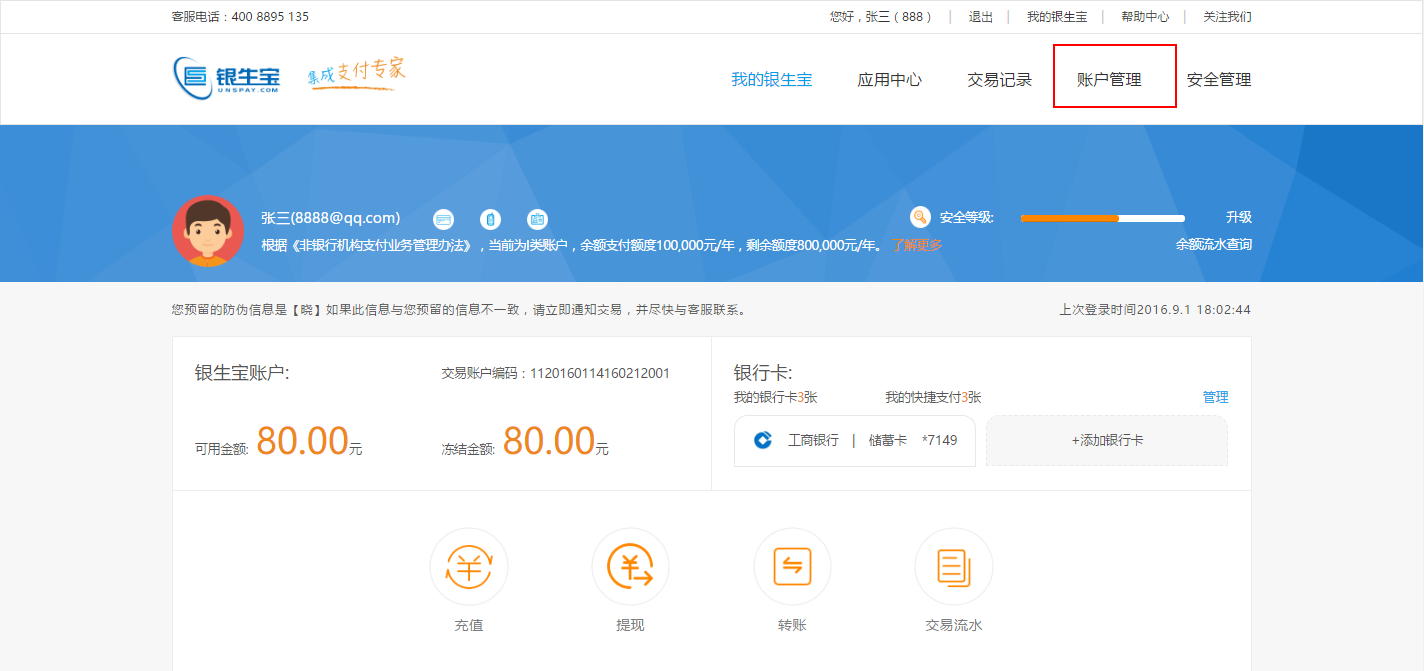 客服电话：400 8895 135
您好，张三（888） | 退出 | 我的银生宝 | 帮助中心 | 关注我们
银生宝
UNSPAY.COM
集成支付专家
我的银生宝 应用中心 交易记录 账户管理 安全管理
张三(8888@qq.com)
安全等级: 升级
根据《非银行机构支付业务管理办法》，当前为I类账户，余额支付额度100,000元/年，剩余额度800,000元/年。 了解更多
余额流水查询
您预留的防伪信息是【晓】如果此信息与您预留的信息不一致，请立即通知交易，并尽快与客服联系。
上次登录时间2016.9.1 18:02:44
银生宝账户:
交易账户编码：1120160114160212001
可用金额: 80.00元
冻结金额: 80.00元
银行卡:
我的银行卡3张 我的快捷支付3张 管理
工商银行 | 储蓄卡 *7149
+添加银行卡
充值 提现 转账 交易流水